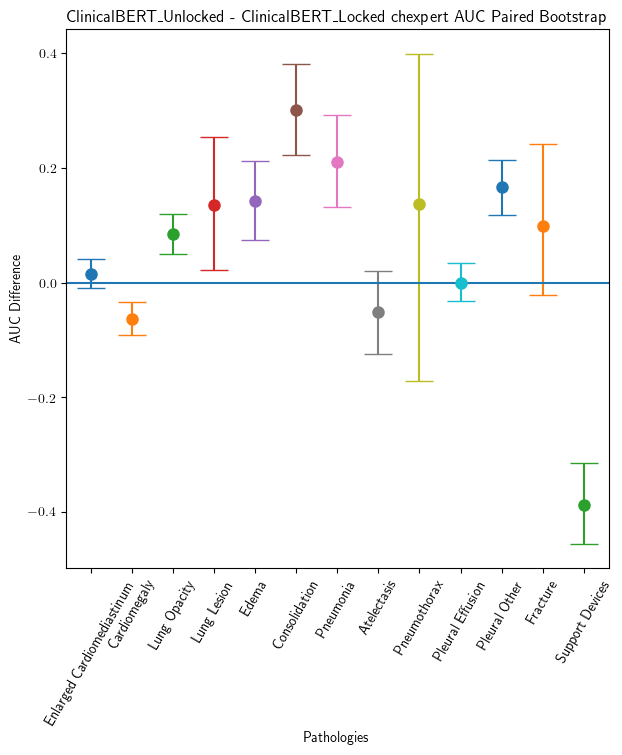 ClinicalBERT_Unlocked - ClinicalBERT_Locked chexpert AUC Paired Bootstrap
0.4
0.2
0.0
−0.2
−0.4
AUC Difference
Enlarged Cardiomediastinum
Cardiomegaly
Lung Opacity
Lung Lesion
Edema
Consolidation
Pneumonia
Atelectasis
Pneumothorax
Pleural Effusion
Pleural Other
Fracture
Support Devices
Pathologies